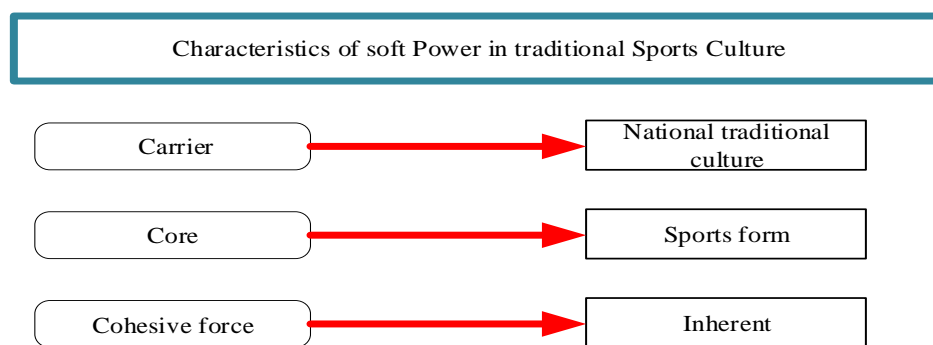 Characteristics of soft Power in traditional Sports Culture
Carrier
National traditional
culture
Core
Sports form
Cohesive force
Inherent